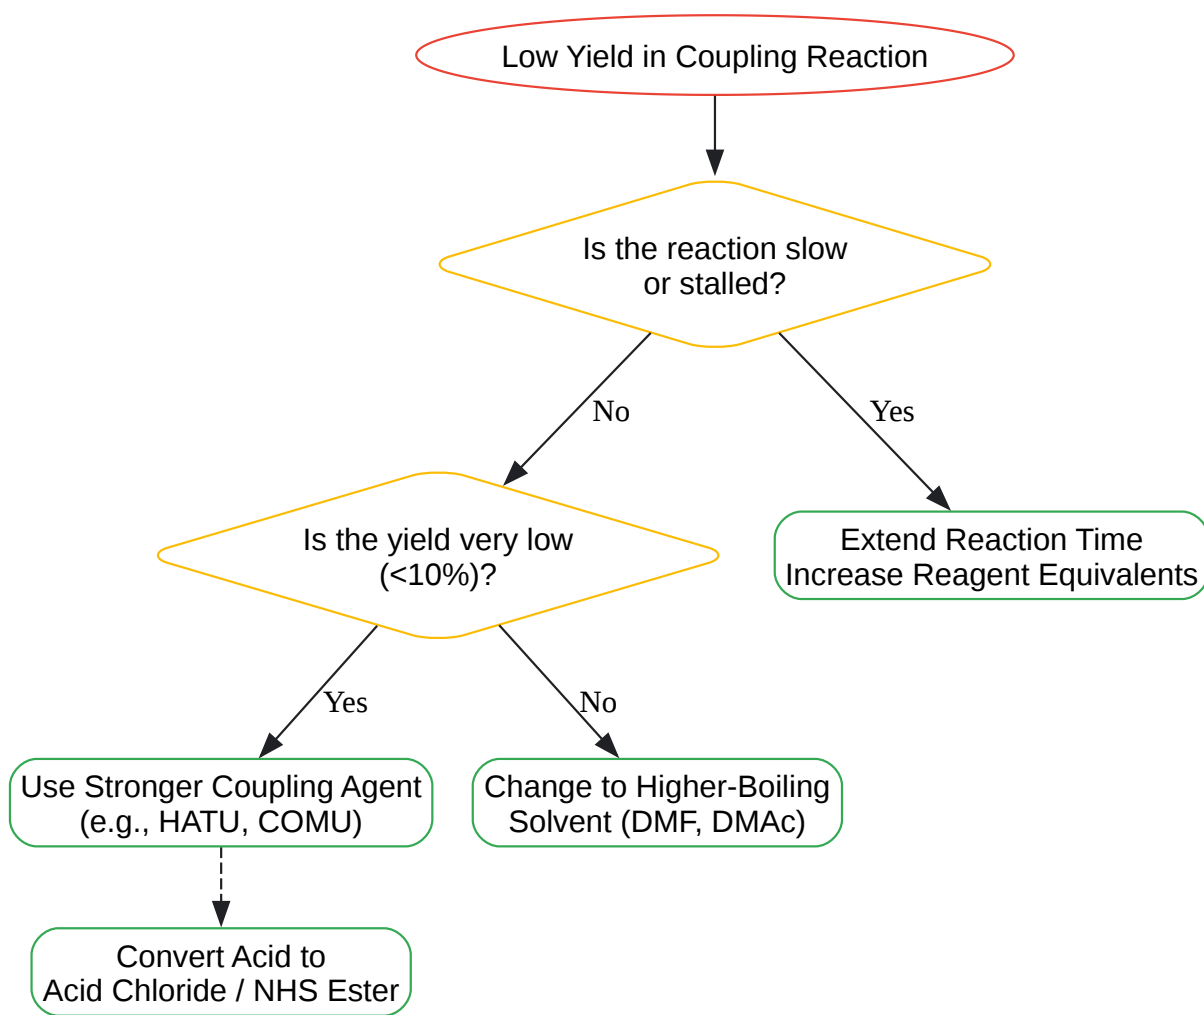 Low Yield in Coupling Reaction
Is the reaction slow
or stalled?
No
Yes
Is the yield very low
(<10%)?
Extend Reaction Time
Increase Reagent Equivalents
Yes
No
Use Stronger Coupling Agent
(e.g., HATU, COMU)
Change to Higher-Boiling
Solvent (DMF, DMAc)
Convert Acid to
Acid Chloride / NHS Ester